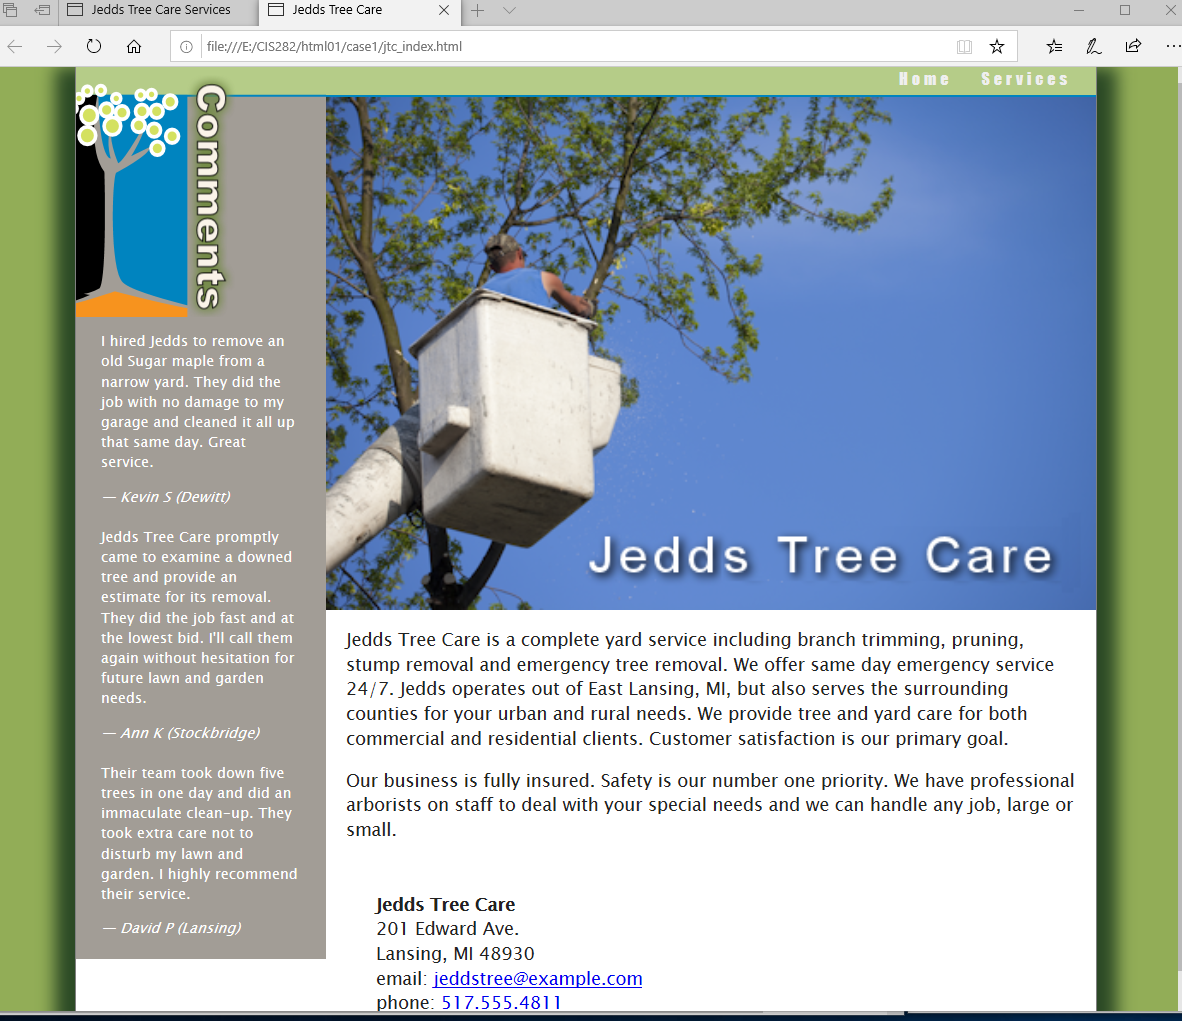 Jedds Tree Care Services
Jedds Tree Care
file:///E:/CIS282/html01/case1/jtc_index.html
Home Services
Comments
I hired Jedds to remove an
old Sugar maple from a
narrow yard. They did the
job with no damage to my
garage and cleaned it all up
that same day. Great
service.
— Kevin S (Dewitt)
Jedds Tree Care promptly
came to examine a downed
tree and provide an
estimate for its removal.
They did the job fast and at
the lowest bid. I'll call them
again without hesitation for
future lawn and garden
needs.
— Ann K (Stockbridge)
Their team took down five
trees in one day and did an
immaculate clean-up. They
took extra care not to
disturb my lawn and
garden. I highly recommend
their service.
— David P (Lansing)
Jedds Tree Care
Jedds Tree Care is a complete yard service including branch trimming, pruning,
stump removal and emergency tree removal. We offer same day emergency service
24/7. Jedds operates out of East Lansing, MI, but also serves the surrounding
counties for your urban and rural needs. We provide tree and yard care for both
commercial and residential clients. Customer satisfaction is our primary goal.
Our business is fully insured. Safety is our number one priority. We have professional
arborists on staff to deal with your special needs and we can handle any job, large or
small.
Jedds Tree Care
201 Edward Ave.
Lansing, MI 48930
email: jeddstree@example.com
phone: 517.555.4811